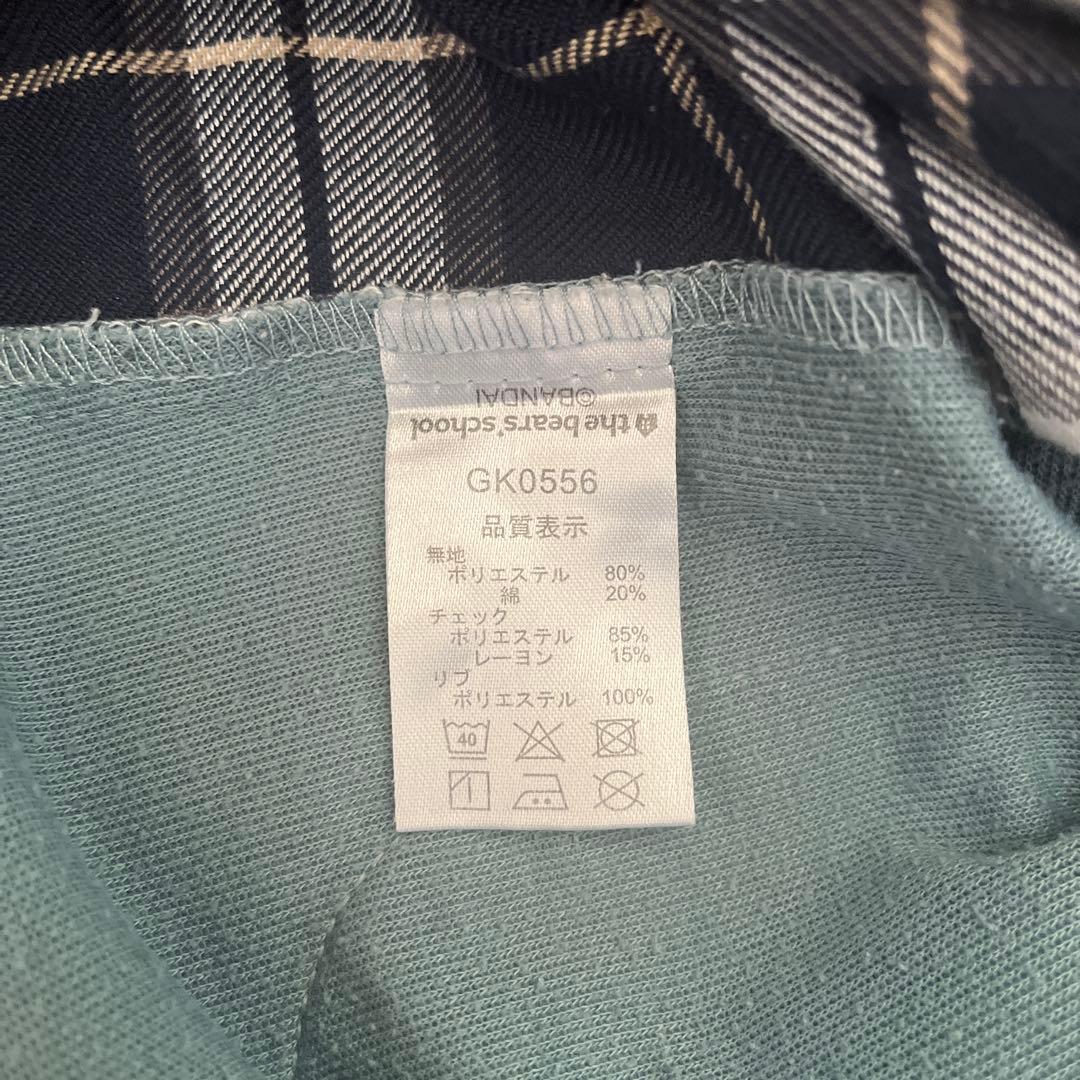 ©BANDAI
the bears' school
GK0556
品質表示
無地
ポリエステル 80%
綿 20%
チェック
ポリエステル 85%
レーヨン 15%
リブ
ポリエステル 100%
40